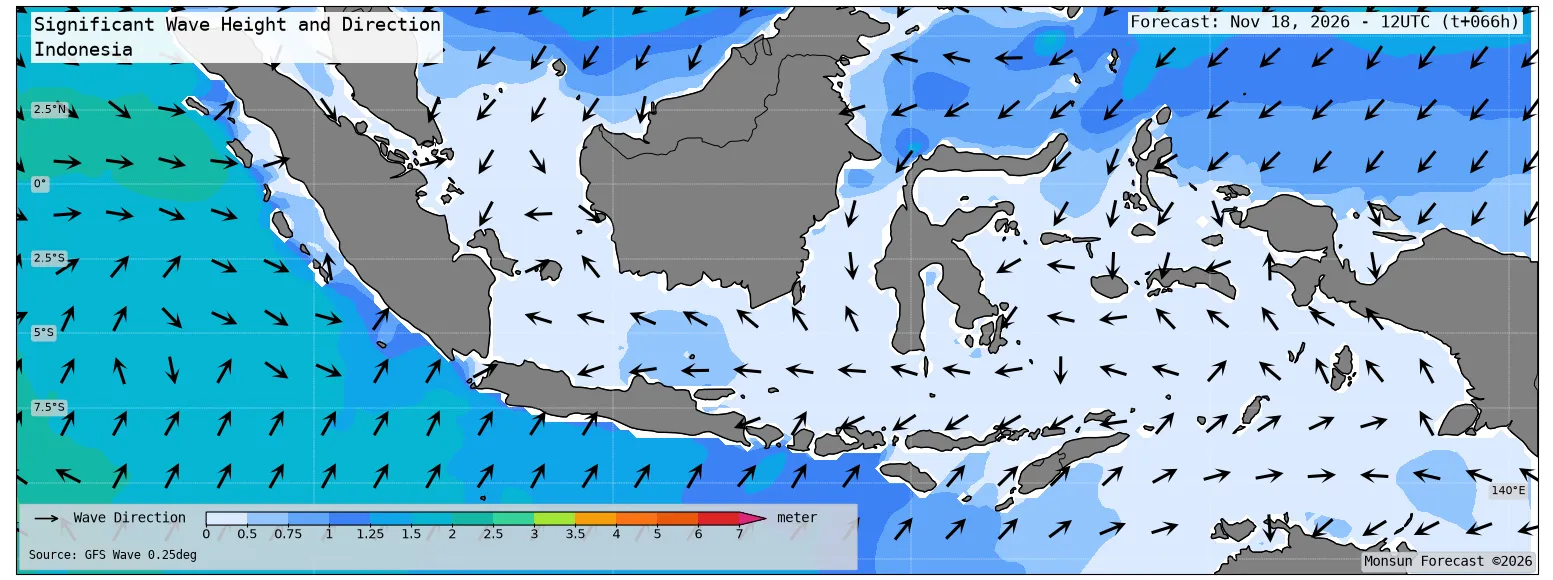 Significant Wave Height and Direction
Indonesia
Forecast: Nov 18, 2026 - 12UTC (t+066h)
2.5°N
0°
2.5°S
5°S
7.5°S
140°E
Wave Direction
meter
0 0.5 0.75 1 1.25 1.5 2 2.5 3 3.5 4 5 6 7
Source: GFS Wave 0.25deg
Monsun Forecast ©2026